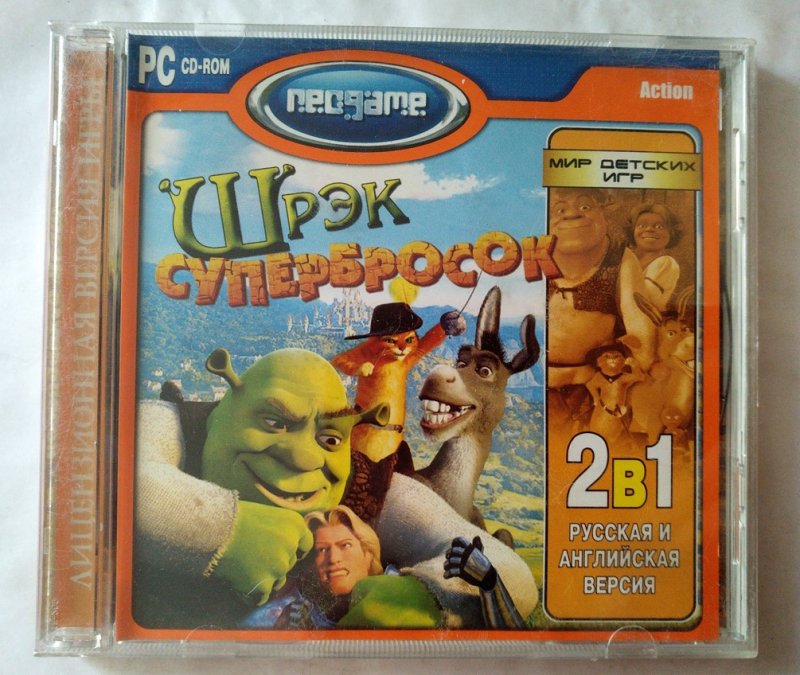 PC CD-ROM
neogame
Action
МИР ДЕТСКИХ
ИГР
ШРЭК
СУПЕРБРОСОК
2в1
РУССКАЯ И
АНГЛИЙСКАЯ
ВЕРСИЯ
ЛИЦЕНЗИОННАЯ ВЕРСИЯ ИГРЫ